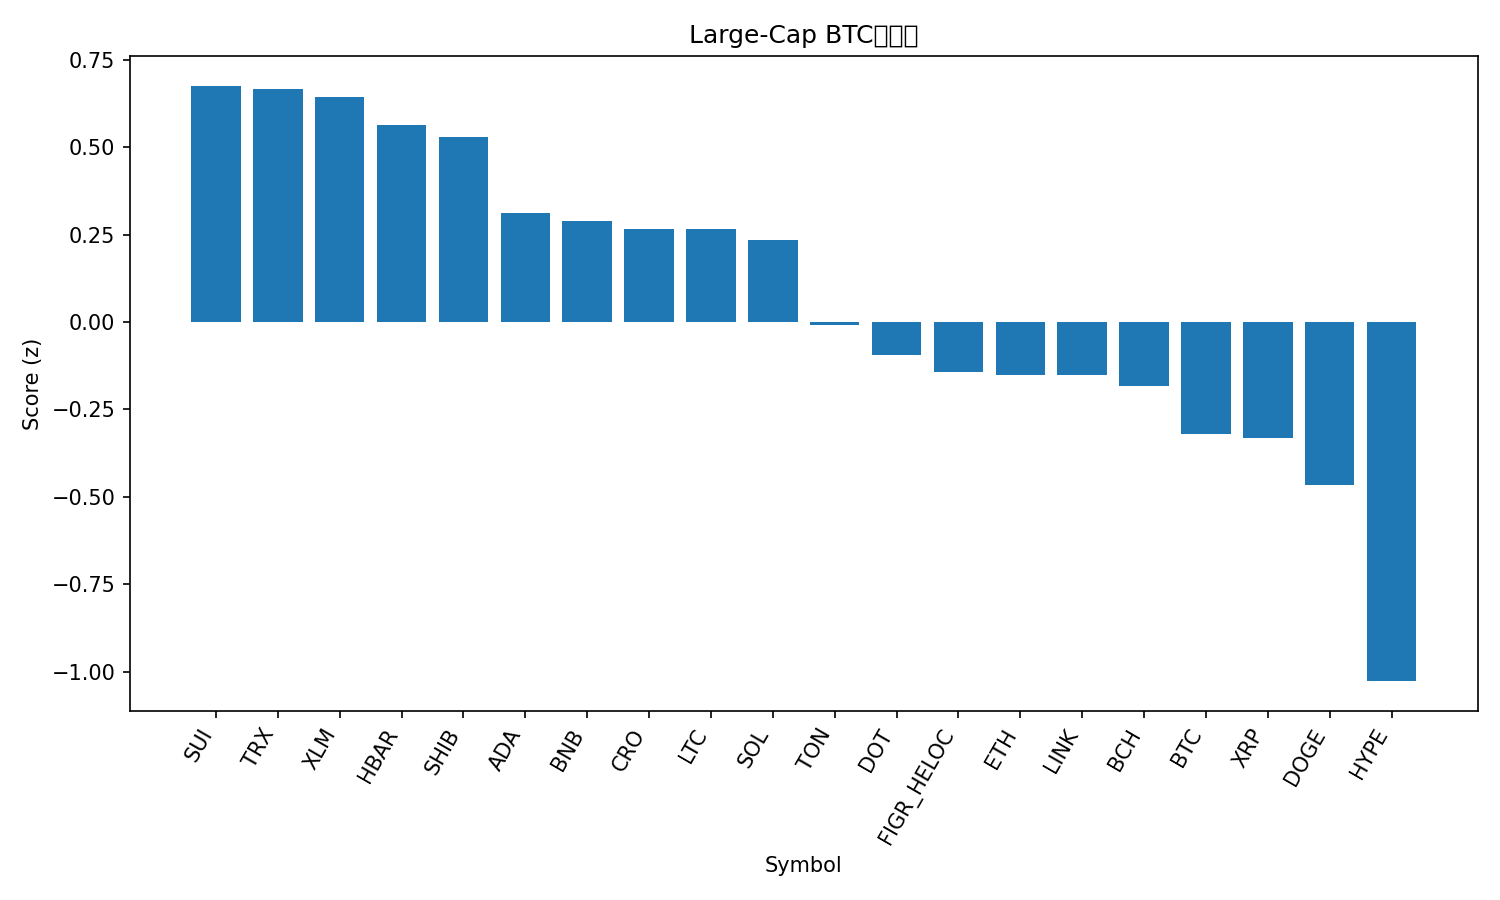 Large-Cap BTC
0.75
0.50
0.25
0.00
−0.25
−0.50
−0.75
−1.00
Score (z)
SUI
TRX
XLM
HBAR
SHIB
ADA
BNB
CRO
LTC
SOL
TON
DOT
FIGR_HELOC
ETH
LINK
BCH
BTC
XRP
DOGE
HYPE
Symbol